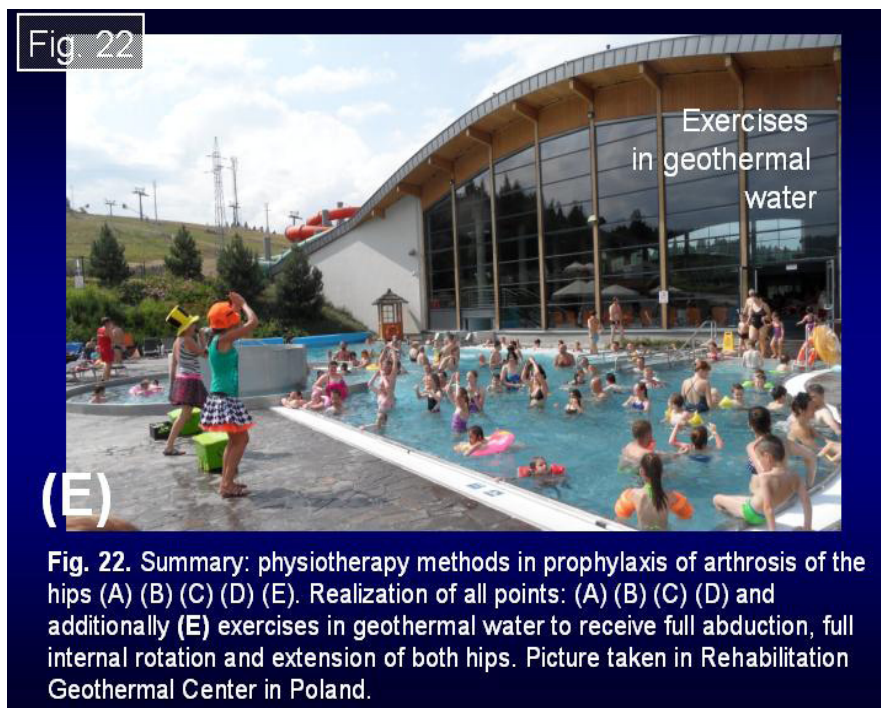 Fig. 22
Exercises
in geothermal
water
(E)
Fig. 22. Summary: physiotherapy methods in prophylaxis of arthrosis of the
hips (A) (B) (C) (D) (E). Realization of all points: (A) (B) (C) (D) and
additionally (E) exercises in geothermal water to receive full abduction, full
internal rotation and extension of both hips. Picture taken in Rehabilitation
Geothermal Center in Poland.